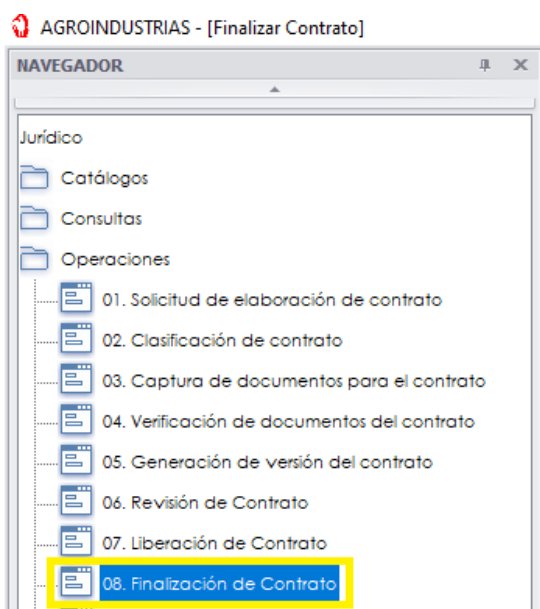 AGROINDUSTRIAS - [Finalizar Contrato]
NAVEGADOR
Jurídico
Catálogos
Consultas
Operaciones
01. Solicitud de elaboración de contrato
02. Clasificación de contrato
03. Captura de documentos para el contrato
04. Verificación de documentos del contrato
05. Generación de versión del contrato
06. Revisión de Contrato
07. Liberación de Contrato
08. Finalización de Contrato